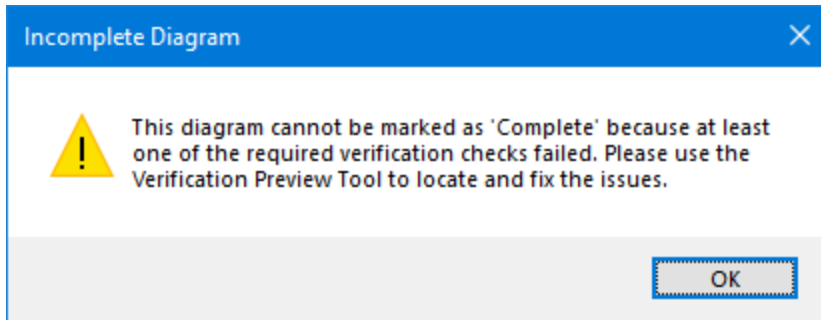 Incomplete Diagram
This diagram cannot be marked as 'Complete' because at least
one of the required verification checks failed. Please use the
Verification Preview Tool to locate and fix the issues.
OK